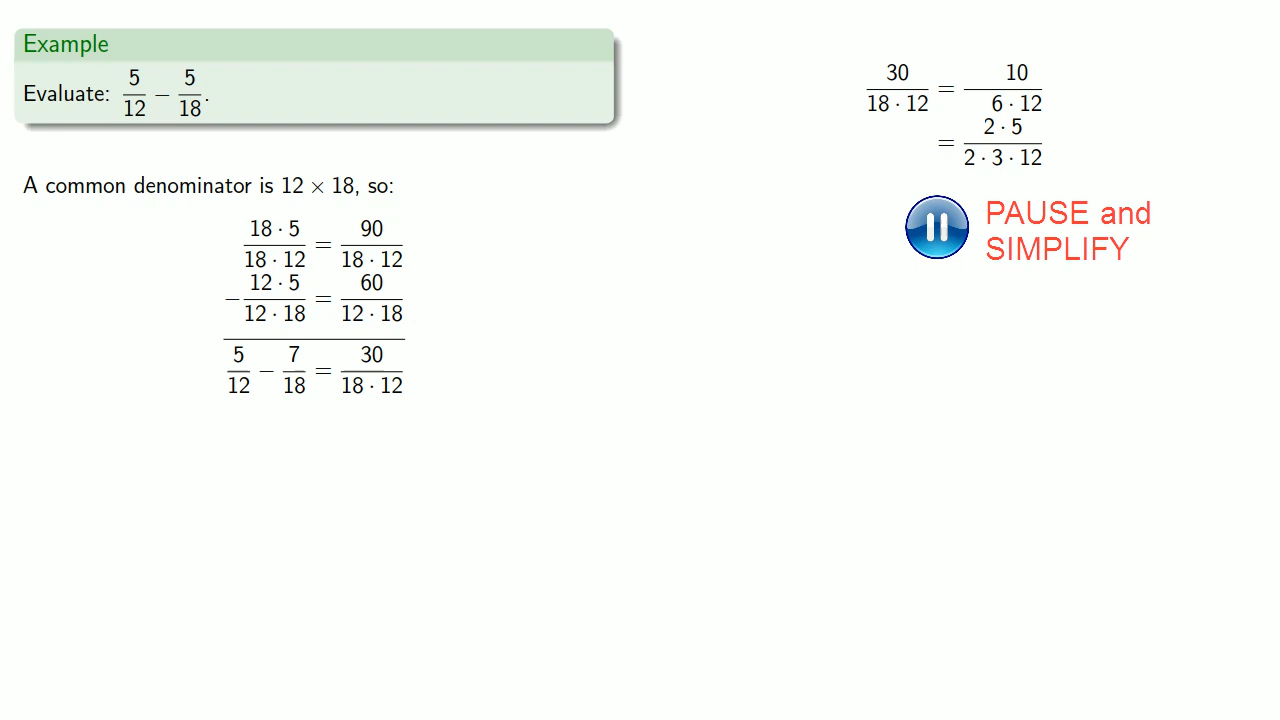 Example
Evaluate: 5/12 − 5/18.
A common denominator is 12 × 18, so:
18 · 5/18 · 12 = 90/18 · 12
− 12 · 5/12 · 18 = 60/12 · 18
5/12 − 7/18 = 30/18 · 12
30/18 · 12 = 10/6 · 12
= 2 · 5/2 · 3 · 12
PAUSE and
SIMPLIFY